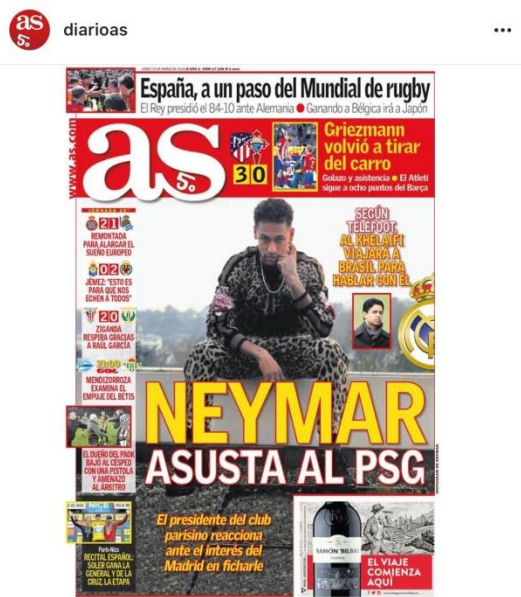 as
diarioas
España, a un paso del Mundial de rugby
El Rey presidió el 84-10 ante Alemania ● Ganando a Bélgica irá a Japón
www.as.com
as
3 0
Griezmann
volvió a tirar
del carro
Golazo y asistencia ● El Atleti
sigue a ocho puntos del Barça
2 1
REMONTADA
PARA ALARGAR EL
SUEÑO EUROPEO
0 2
JÉMEZ: "ESTO ES
PARA QUE NOS
ECHEN A TODOS"
2 0
ZIGANDA
RESPIRA GRACIAS
A RAÚL GARCÍA
21:00
GOL
MENDIZORROZA
EXAMINA EL
EMPUJE DEL BETIS
EL DUEÑO DEL PAOK
BAJÓ AL CÉSPED
CON UNA PISTOLA
Y AMENAZÓ
AL ÁRBITRO
París-Niza
RECITAL ESPAÑOL:
SOLER GANA LA
GENERAL Y DE LA
CRUZ, LA ETAPA
SEGÚN
TELEFOOT,
AL KHELAÏFI
VIAJARÁ A
BRASIL PARA
HABLAR CON ÉL
NEYMAR
ASUSTA AL PSG
El presidente del club
parisino reacciona
ante el interés del
Madrid en ficharle
RAMÓN BILBAO
EL VIAJE
COMIENZA
AQUÍ